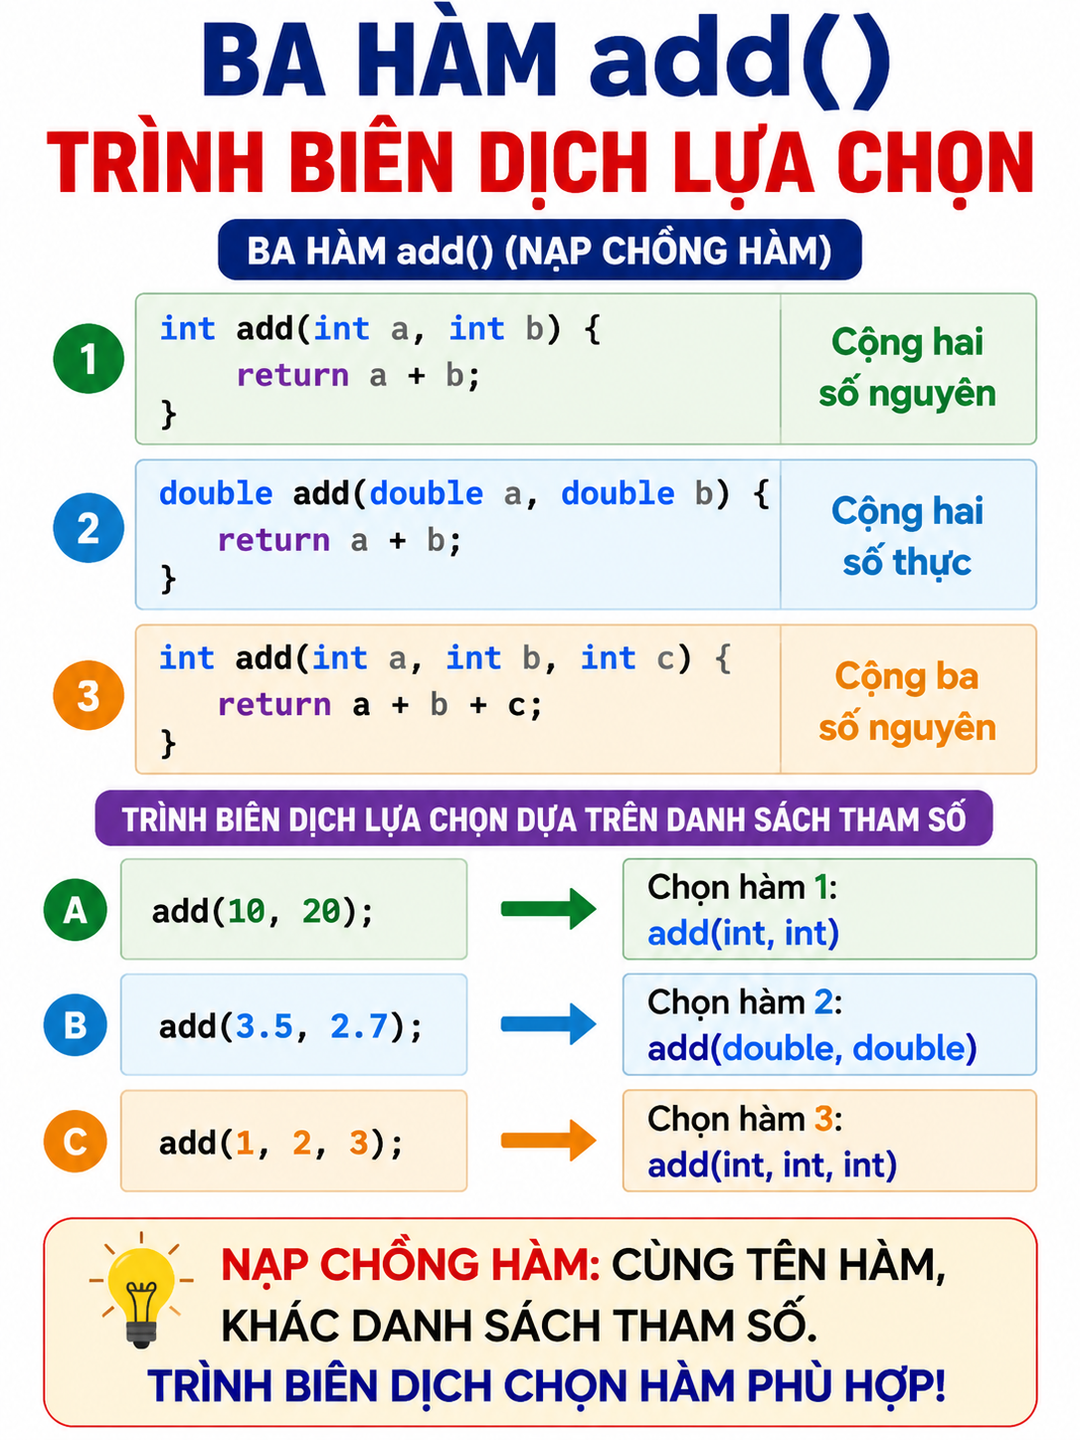 BA HÀM add()
TRÌNH BIÊN DỊCH LỰA CHỌN
BA HÀM add() (NẠP CHỒNG HÀM)
1
int add(int a, int b) {
    return a + b;
}
Cộng hai
số nguyên
2
double add(double a, double b) {
   return a + b;
}
Cộng hai
số thực
3
int add(int a, int b, int c) {
   return a + b + c;
}
Cộng ba
số nguyên
TRÌNH BIÊN DỊCH LỰA CHỌN DỰA TRÊN DANH SÁCH THAM SỐ
A
add(10, 20);
Chọn hàm 1:
add(int, int)
B
add(3.5, 2.7);
Chọn hàm 2:
add(double, double)
C
add(1, 2, 3);
Chọn hàm 3:
add(int, int, int)
NẠP CHỒNG HÀM: CÙNG TÊN HÀM,
KHÁC DANH SÁCH THAM SỐ.
TRÌNH BIÊN DỊCH CHỌN HÀM PHÙ HỢP!